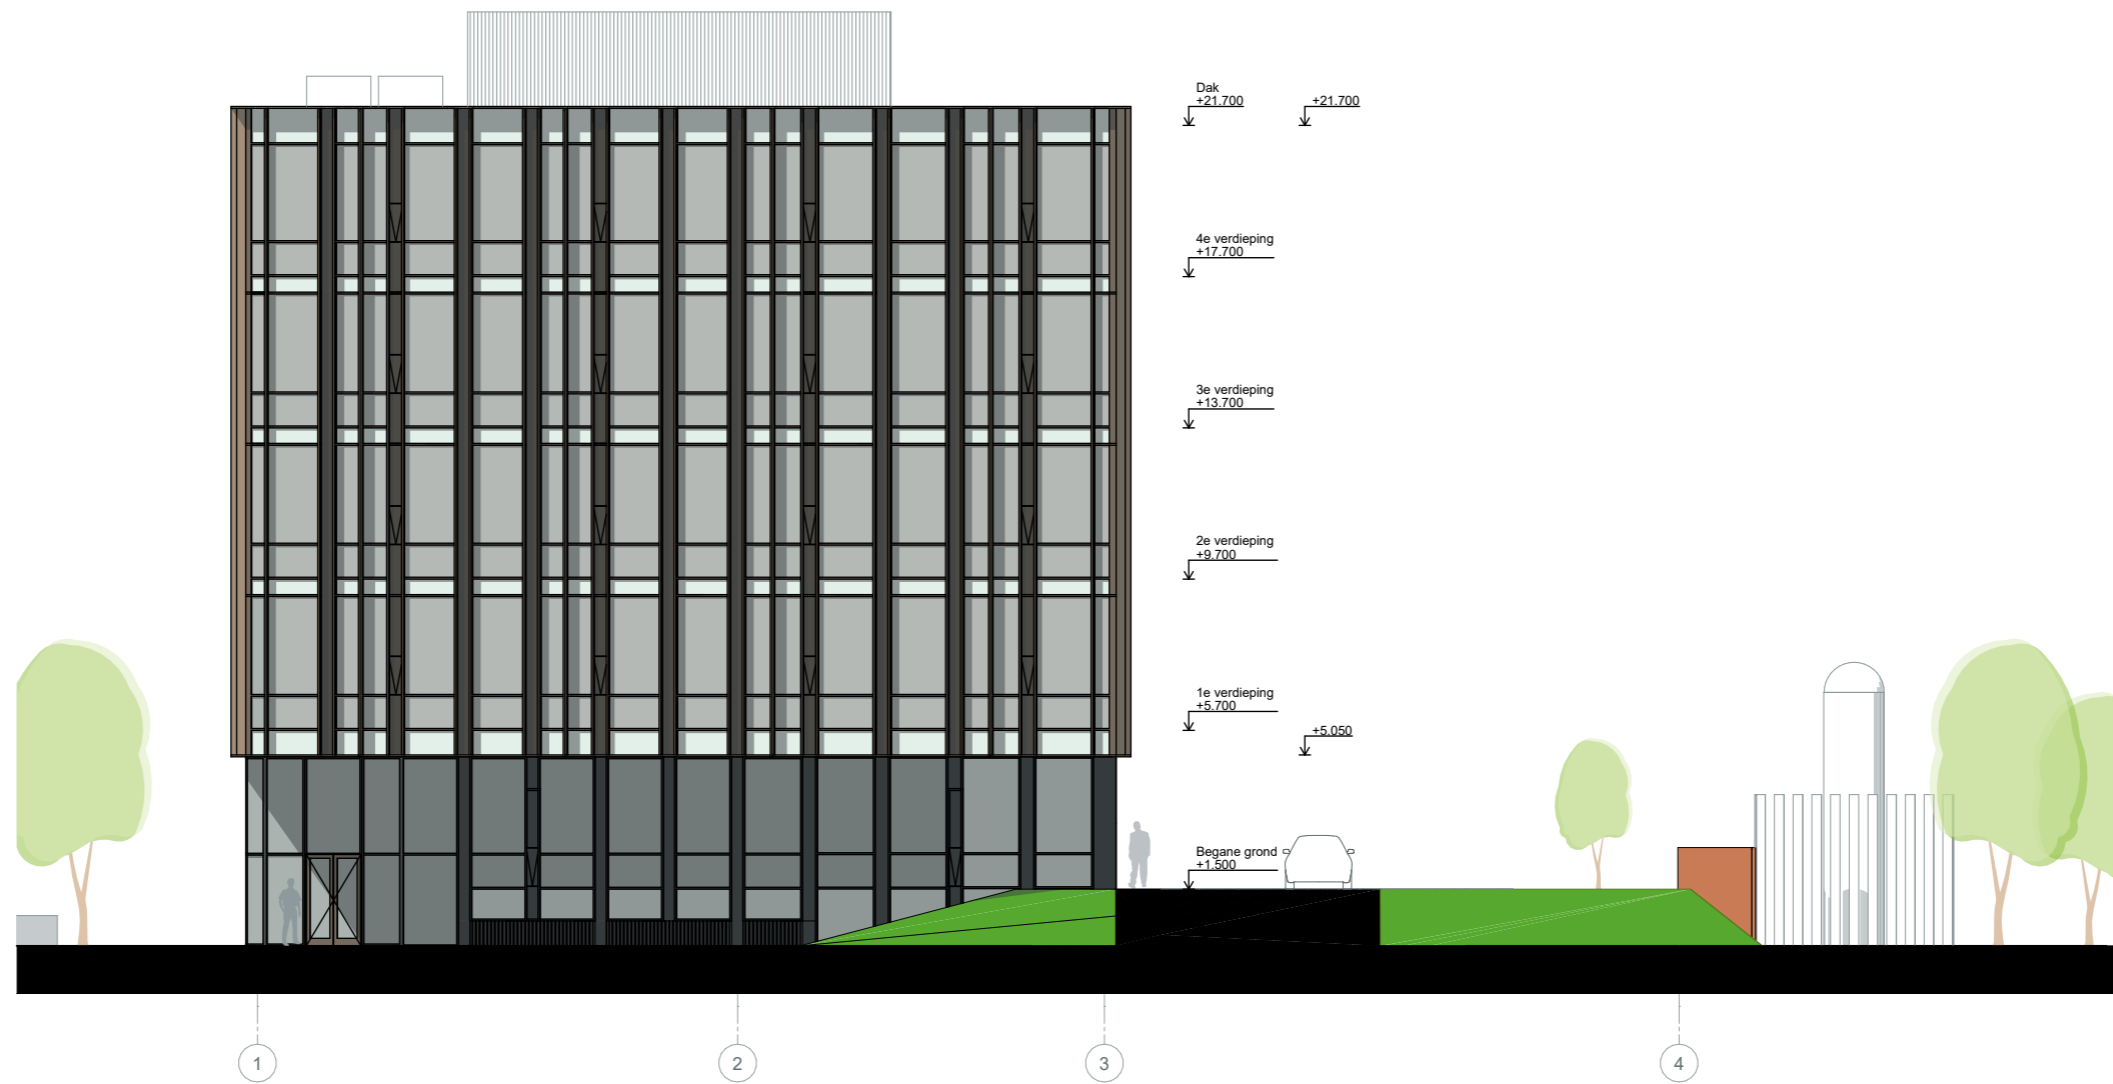 Dak
+21.700
+21.700
4e verdieping
+17.700
3e verdieping
+13.700
2e verdieping
+9.700
1e verdieping
+5.700
+5.050
Begane grond
+1.500
1
2
3
4